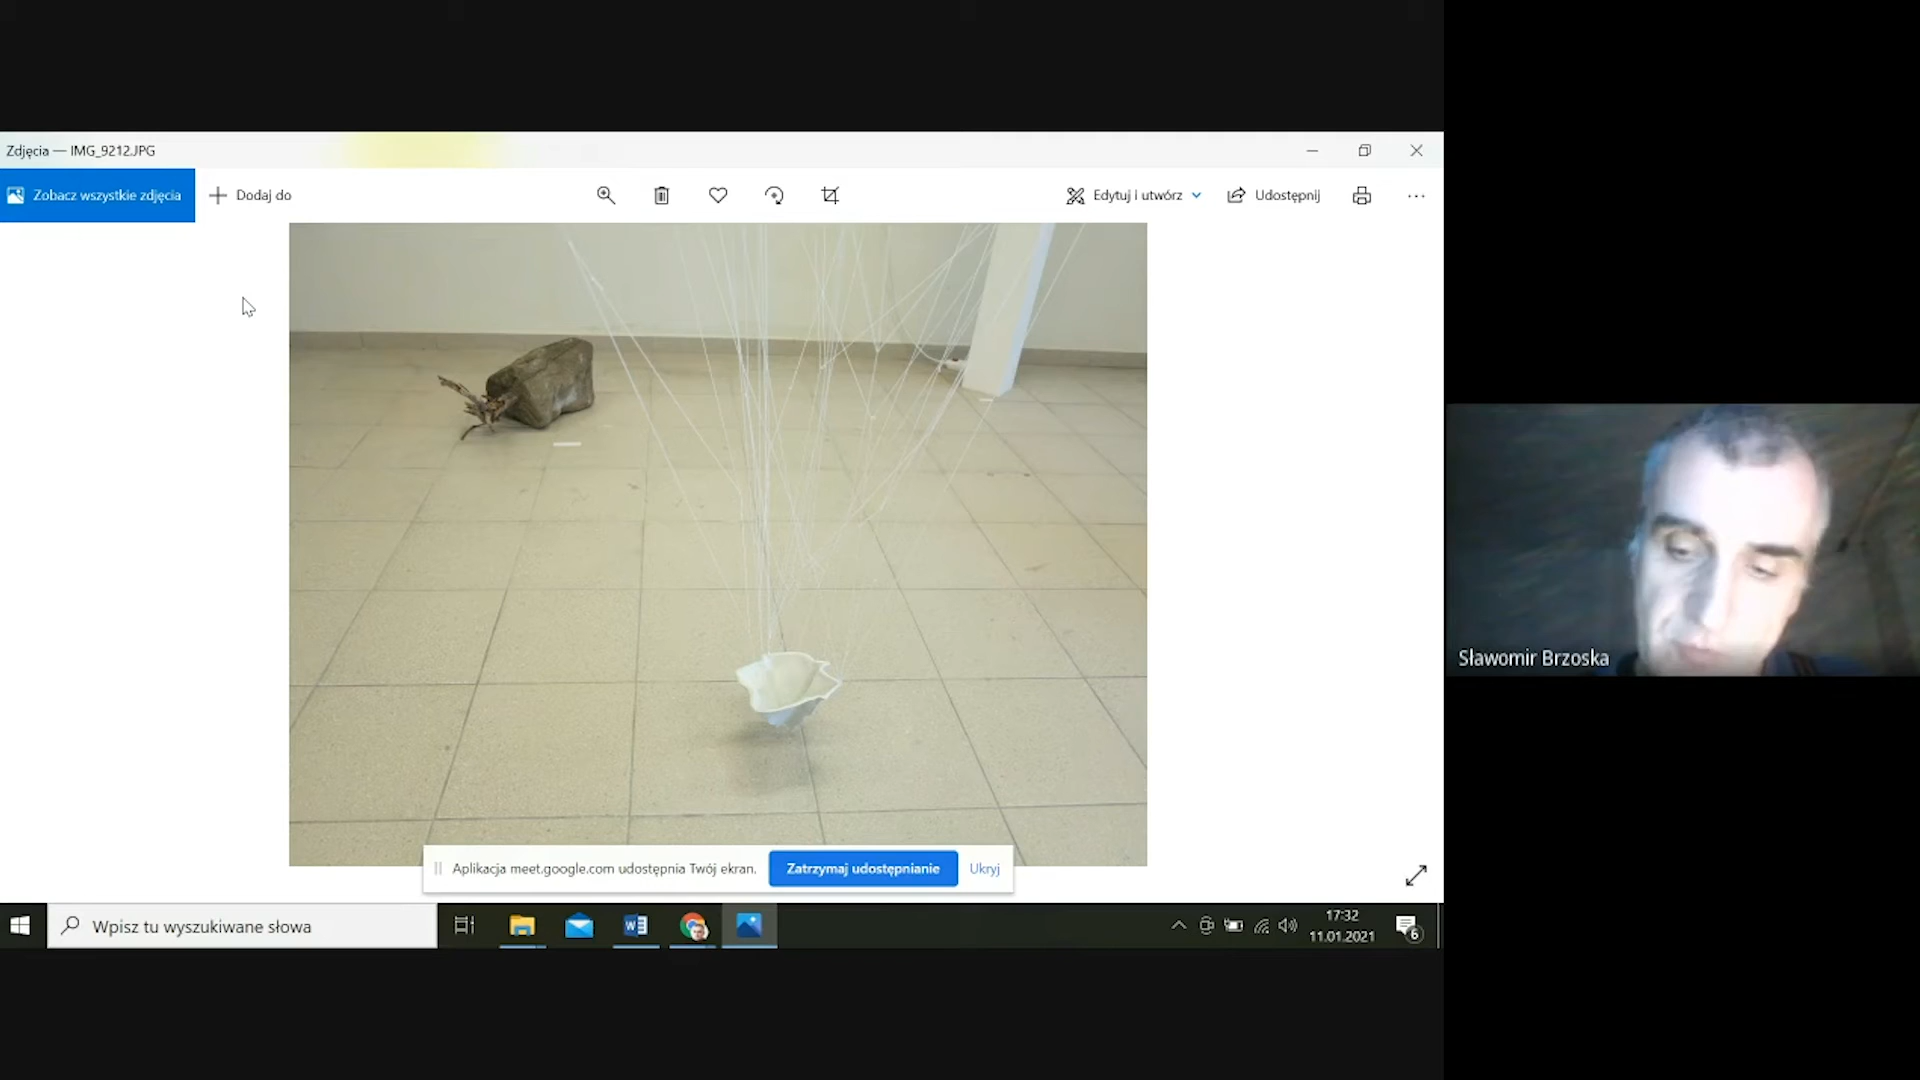 Zdjęcia — IMG_9212.JPG
Zobacz wszystkie zdjęcia
Dodaj do
Edytuj i utwórz
Udostępnij
Sławomir Brzoska
Aplikacja meet.google.com udostępnia Twój ekran.
Zatrzymaj udostępnianie
Ukryj
Wpisz tu wyszukiwane słowa
17:32
11.01.2021
6